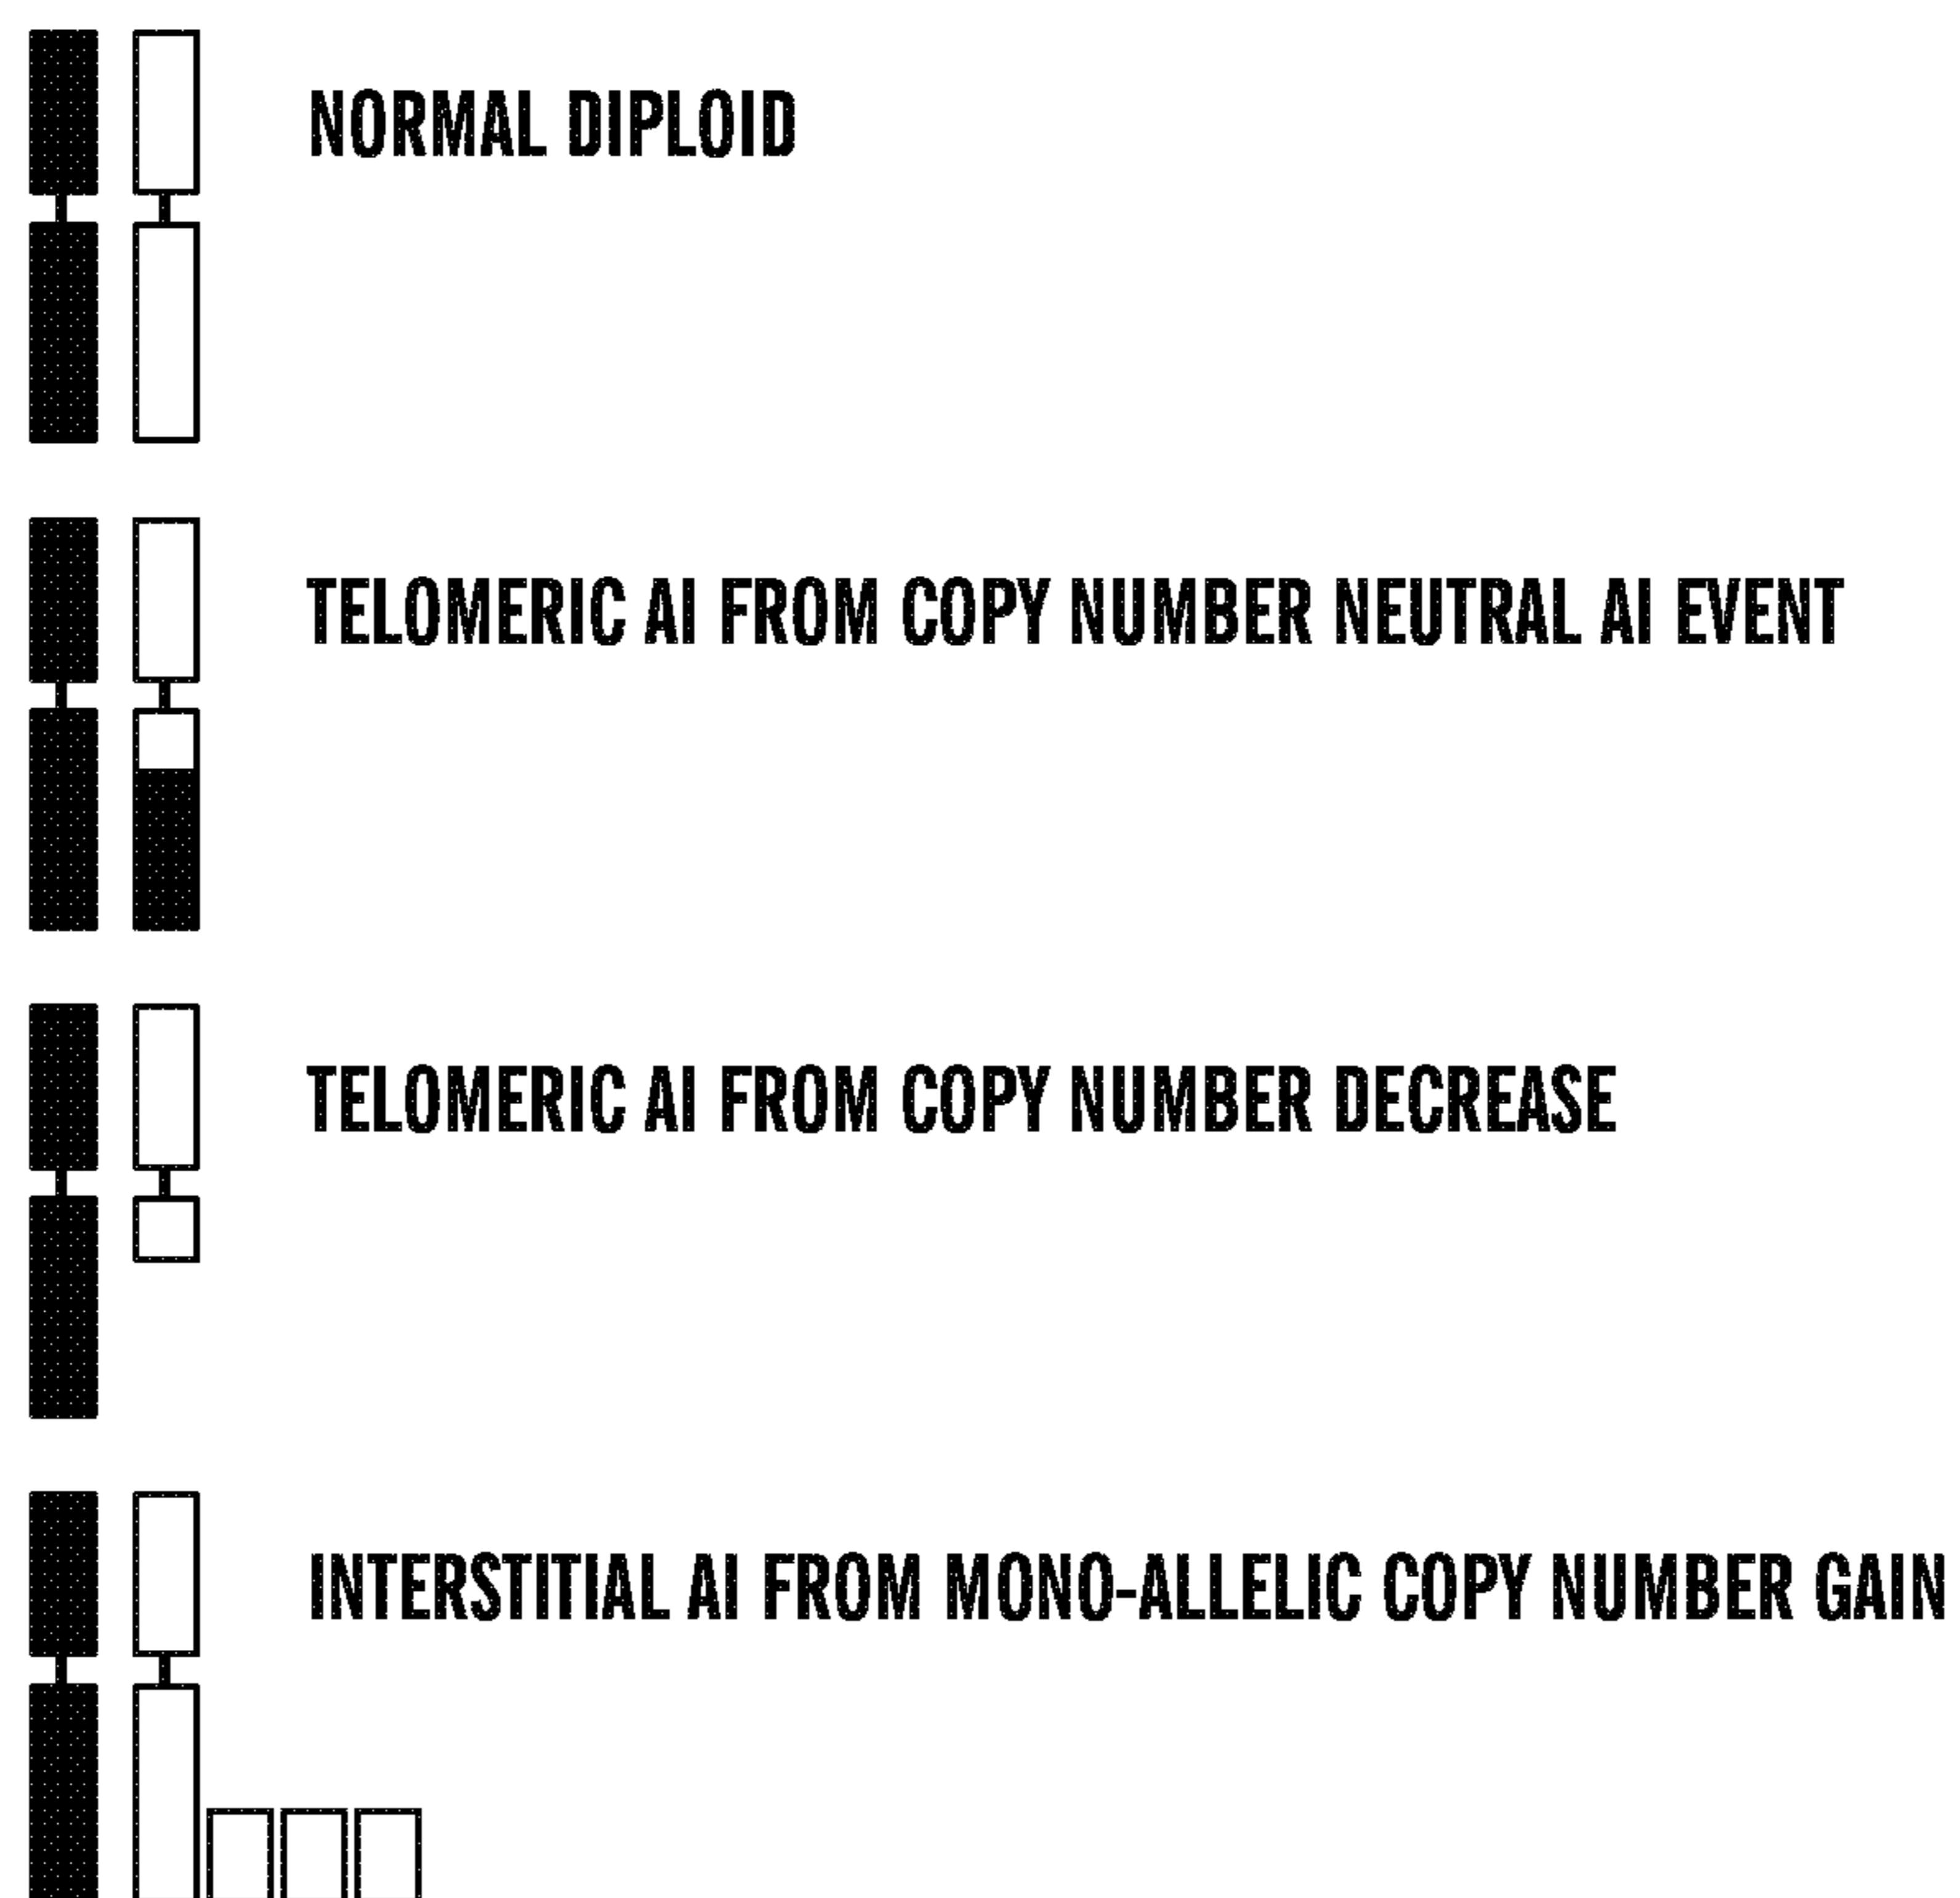 NORMAL DIPLOID
TELOMERIC AI FROM COPY NUMBER NEUTRAL AI EVENT
TELOMERIC AI FROM COPY NUMBER DECREASE
INTERSTITIAL AI FROM MONO-ALLELIC COPY NUMBER GAIN